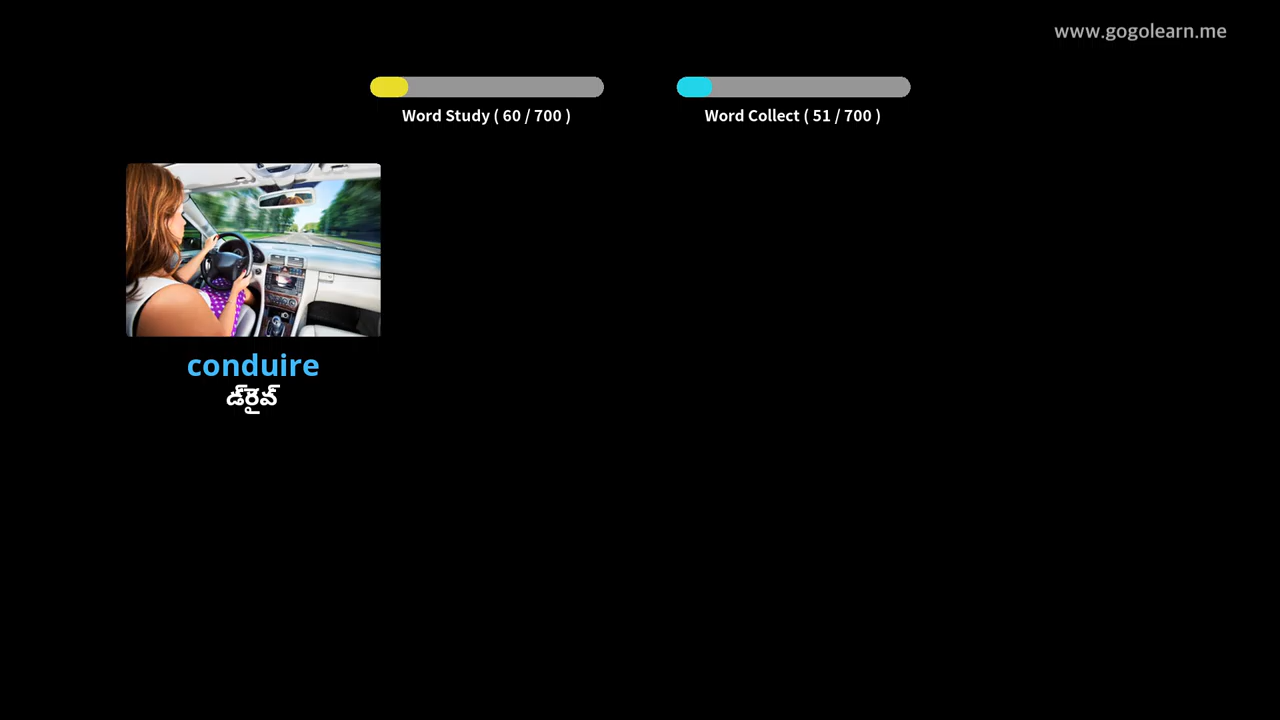 www.gogolearn.me
Word Study ( 60 / 700 )
Word Collect ( 51 / 700 )
conduire
డ్రైవ్